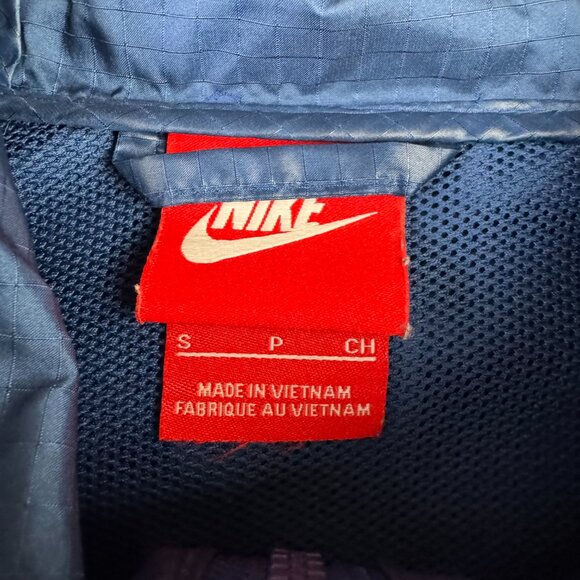 NIKE
S P CH
MADE IN VIETNAM
FABRIQUE AU VIETNAM